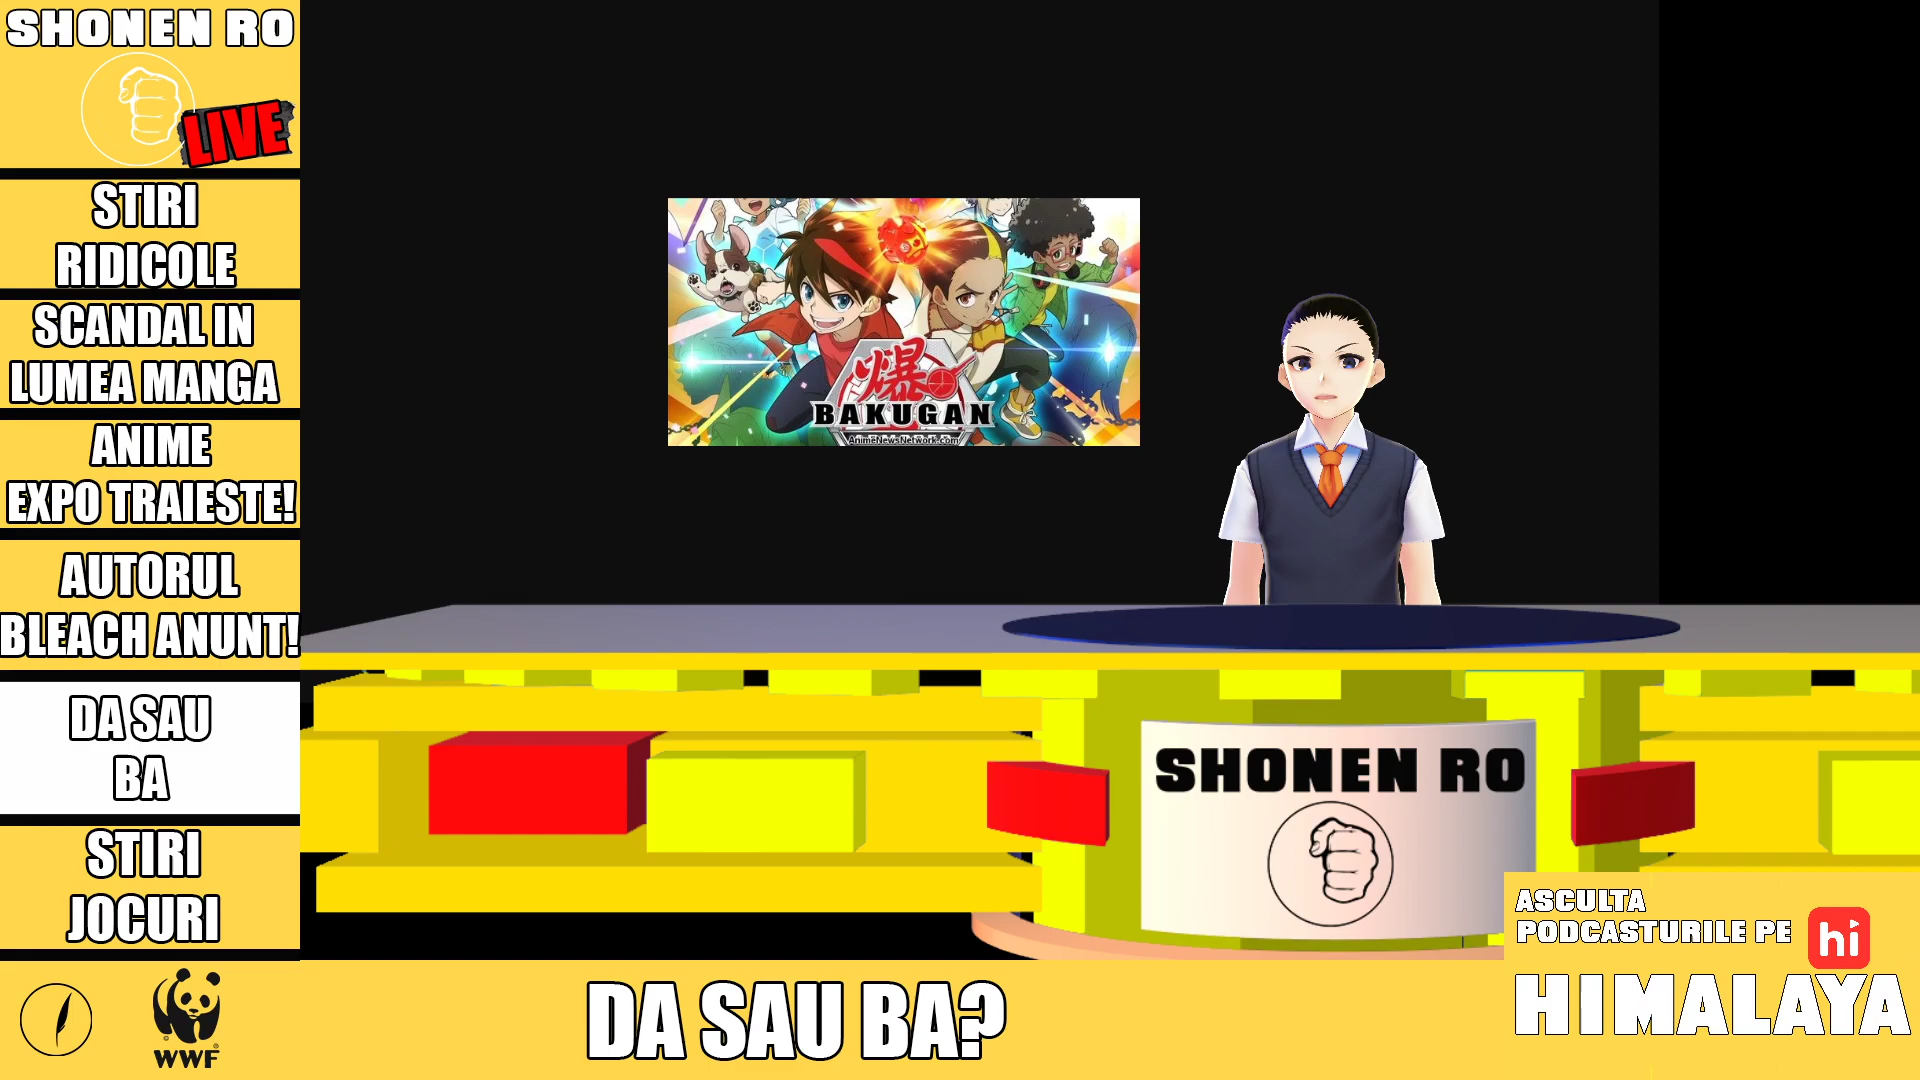 SHONEN RO
LIVE
STIRI
RIDICOLE
SCANDAL IN
LUMEA MANGA
ANIME
EXPO TRAIESTE!
AUTORUL
BLEACH ANUNT!
DA SAU
BA
STIRI
JOCURI
WWF
爆
BAKUGAN
AnimeNewsNetwork.com
SHONEN RO
DA SAU BA?
ASCULTA
PODCASTURILE PE
hi
HIMALAYA